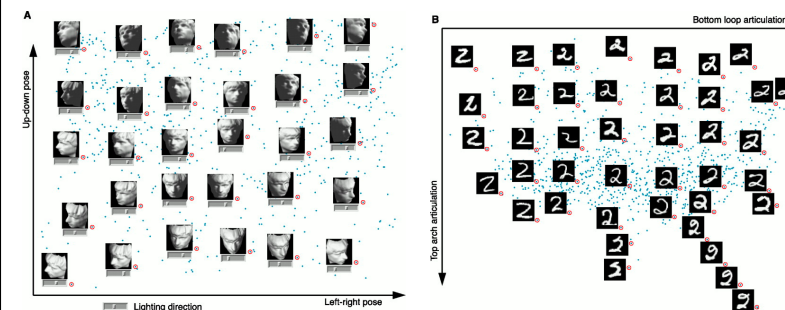 A
Up-down pose
Lighting direction
Left-right pose
B
Bottom loop articulation
Top arch articulation